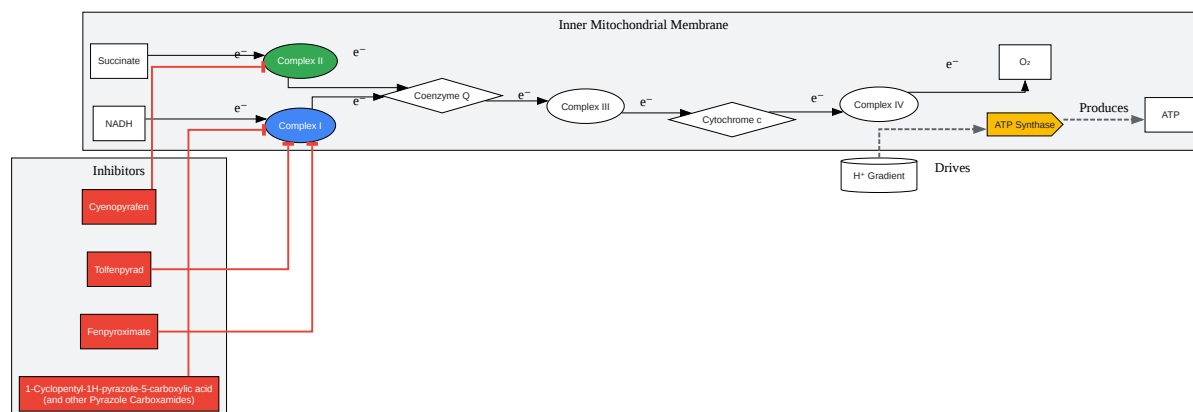 Inner Mitochondrial Membrane
Succinate
e⁻
Complex II
e⁻
NADH
e⁻
Complex I
e⁻
Coenzyme Q
e⁻
Complex III
e⁻
Cytochrome c
e⁻
Complex IV
e⁻
O₂
ATP Synthase
Produces
ATP
H⁺ Gradient
Drives
Inhibitors
Cyenopyrafen
Tolfenpyrad
Fenpyroximate
1-Cyclopentyl-1H-pyrazole-5-carboxylic acid
(and other Pyrazole Carboxamides)